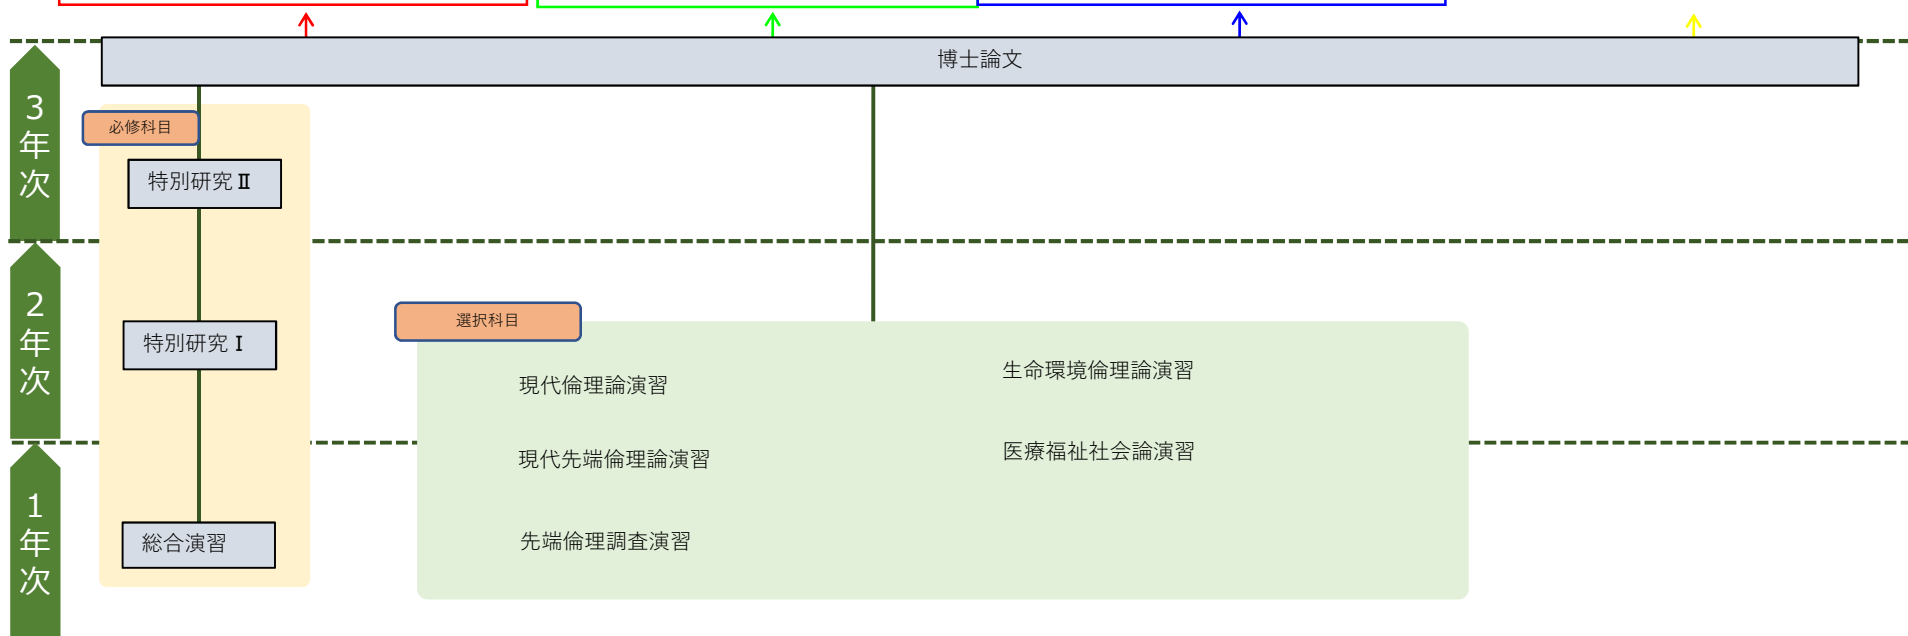 博士論文
3年次
必修科目
特別研究Ⅱ
2年次
特別研究Ⅰ
選択科目
現代倫理論演習
生命環境倫理論演習
現代先端倫理論演習
医療福祉社会論演習
先端倫理調査演習
1年次
総合演習